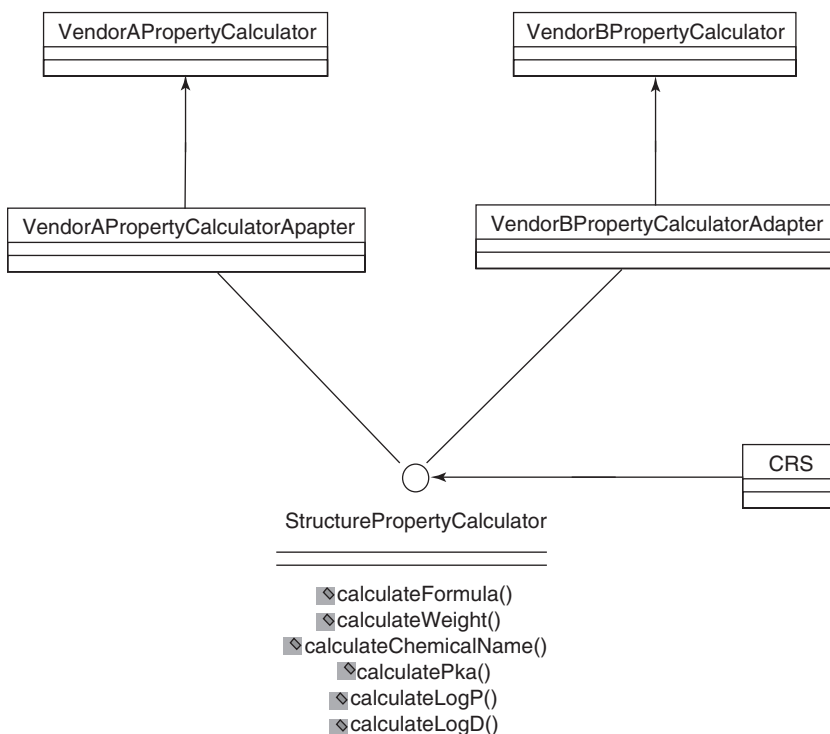 VendorAPropertyCalculator
VendorBPropertyCalculator
VendorAPropertyCalculatorApapter
VendorBPropertyCalculatorAdapter
CRS
StructurePropertyCalculator
calculateFormula()
calculateWeight()
calculateChemicalName()
calculatePka()
calculateLogP()
calculateLogD()